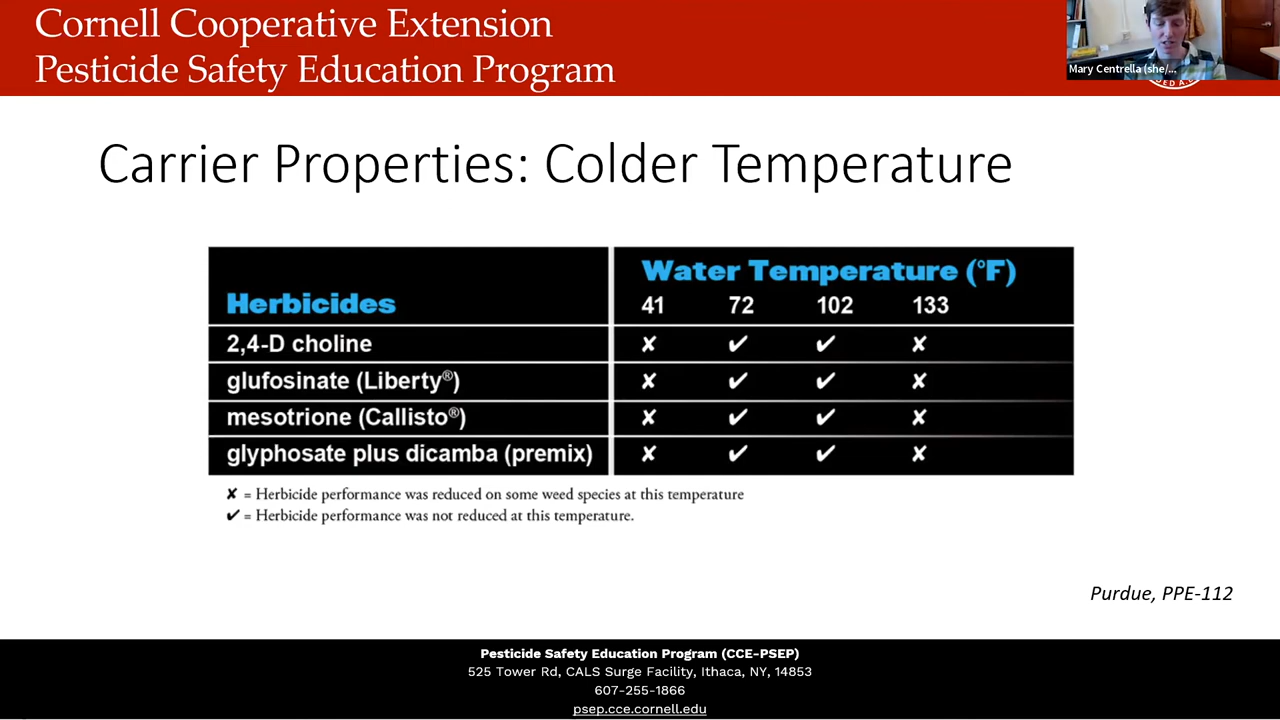 Cornell Cooperative Extension
Pesticide Safety Education Program
Mary Centrella (she/...
Carrier Properties: Colder Temperature
Herbicides
Water Temperature (°F)
41 72 102 133
2,4-D choline ✘ ✔ ✔ ✘
glufosinate (Liberty®) ✘ ✔ ✔ ✘
mesotrione (Callisto®) ✘ ✔ ✔ ✘
glyphosate plus dicamba (premix) ✘ ✔ ✔ ✘
✘ = Herbicide performance was reduced on some weed species at this temperature
✔ = Herbicide performance was not reduced at this temperature.
Purdue, PPE-112
Pesticide Safety Education Program (CCE-PSEP)
525 Tower Rd, CALS Surge Facility, Ithaca, NY, 14853
607-255-1866
psep.cce.cornell.edu